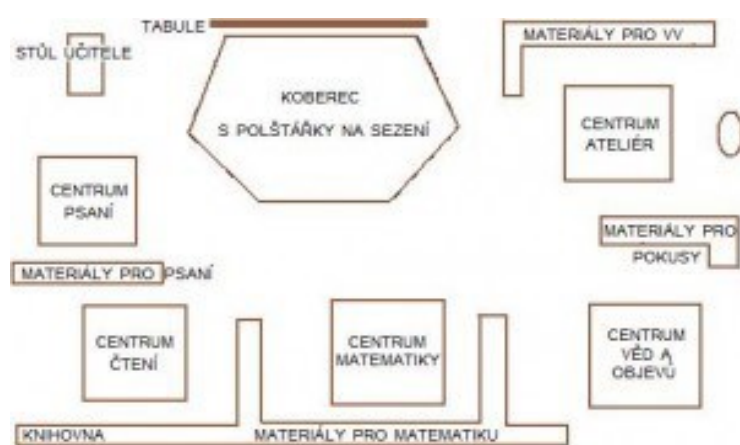 TABULE
STŮL UČITELE
MATERIÁLY PRO VV
KOBEREC
S POLŠTÁŘKY NA SEZENÍ
CENTRUM
ATELIÉR
CENTRUM
PSANÍ
MATERIÁLY PRO
POKUSY
MATERIÁLY PRO PSANÍ
CENTRUM
ČTENÍ
CENTRUM
MATEMATIKY
CENTRUM
VĚD A
OBJEVŮ
KNIHOVNA
MATERIÁLY PRO MATEMATIKU